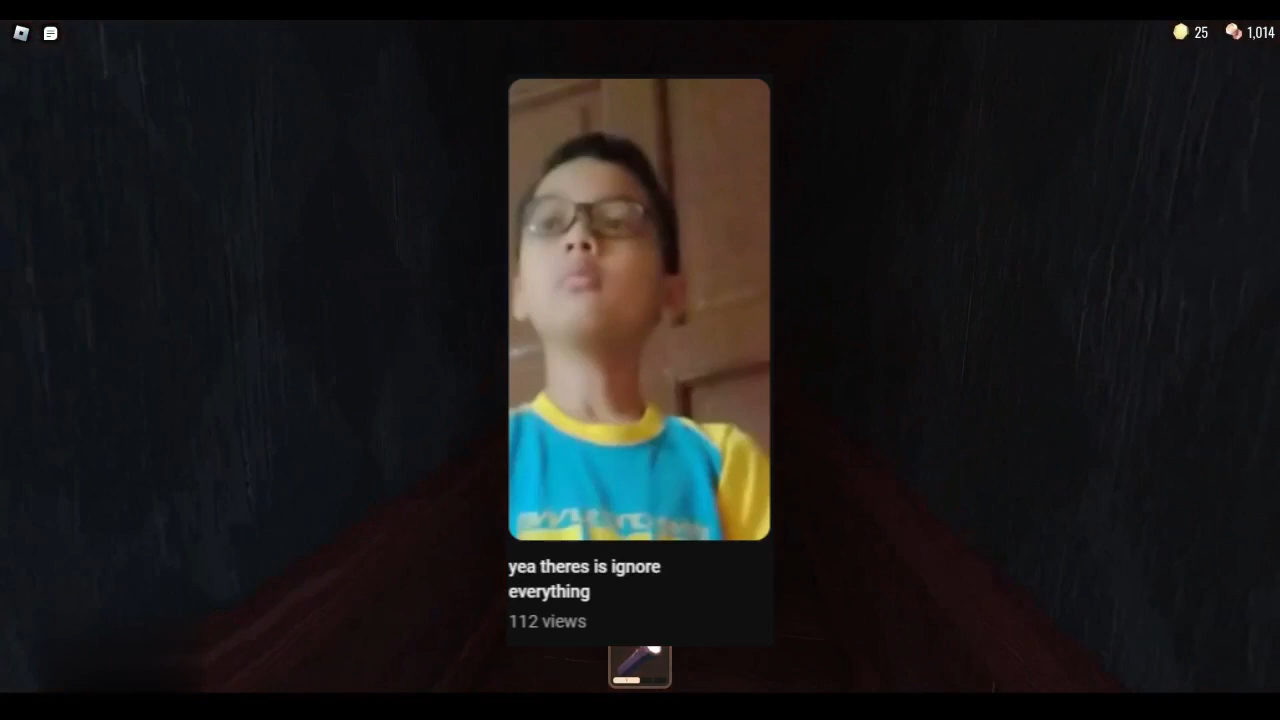 25
1,014
yea theres is ignore
everything
112 views